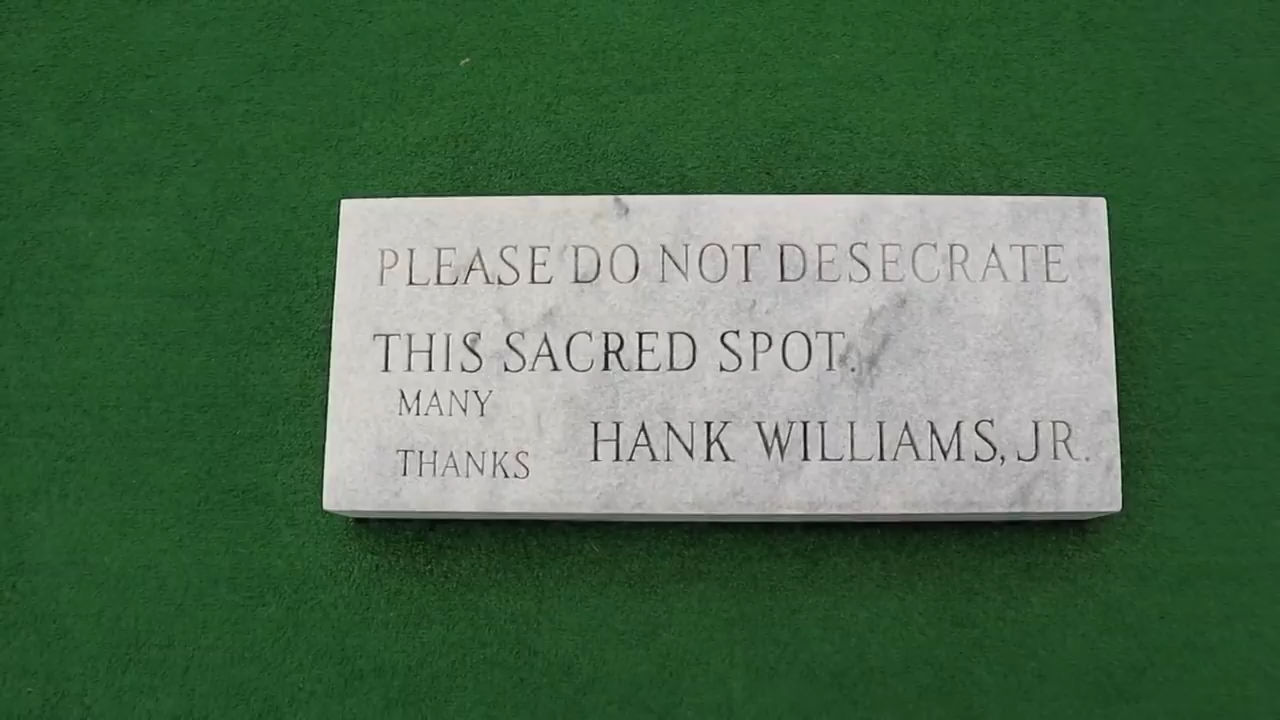 PLEASE DO NOT DESECRATE
THIS SACRED SPOT.
MANY
THANKS
HANK WILLIAMS, JR.